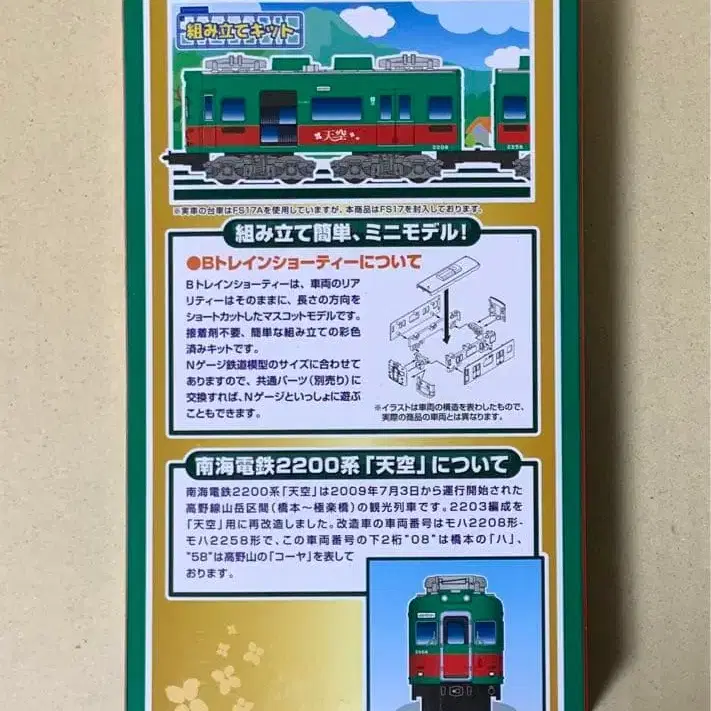 組み立てキット
天空
2208
2258
※実車の台車はFS17Aを使用していますが、本商品はFS17を封入しております。
組み立て簡単、ミニモデル!
●Bトレインショーティーについて
Bトレインショーティーは、車両のリア
リティーはそのままに、長さの方向を
ショートカットしたマスコットモデルです。
接着剤不要、簡単な組み立ての彩色
済みキットです。
Nゲージ鉄道模型のサイズに合わせて
ありますので、共通パーツ(別売り)に
交換すれば、Nゲージといっしょに遊ぶ
こともできます。
※イラストは車両の構造を表わしたもので、
実際の商品の車両とは異なります。
南海電鉄2200系「天空」について
南海電鉄2200系「天空」は2009年7月3日から運行開始された
高野線山岳区間(橋本〜極楽橋)の観光列車です。2203編成を
「天空」用に再改造しました。改造車の車両番号はモハ2208形-
モハ2258形で、この車両番号の下2桁"08"は橋本の「ハ」、
"58"は高野山の「コーヤ」を表して
おります。
2208